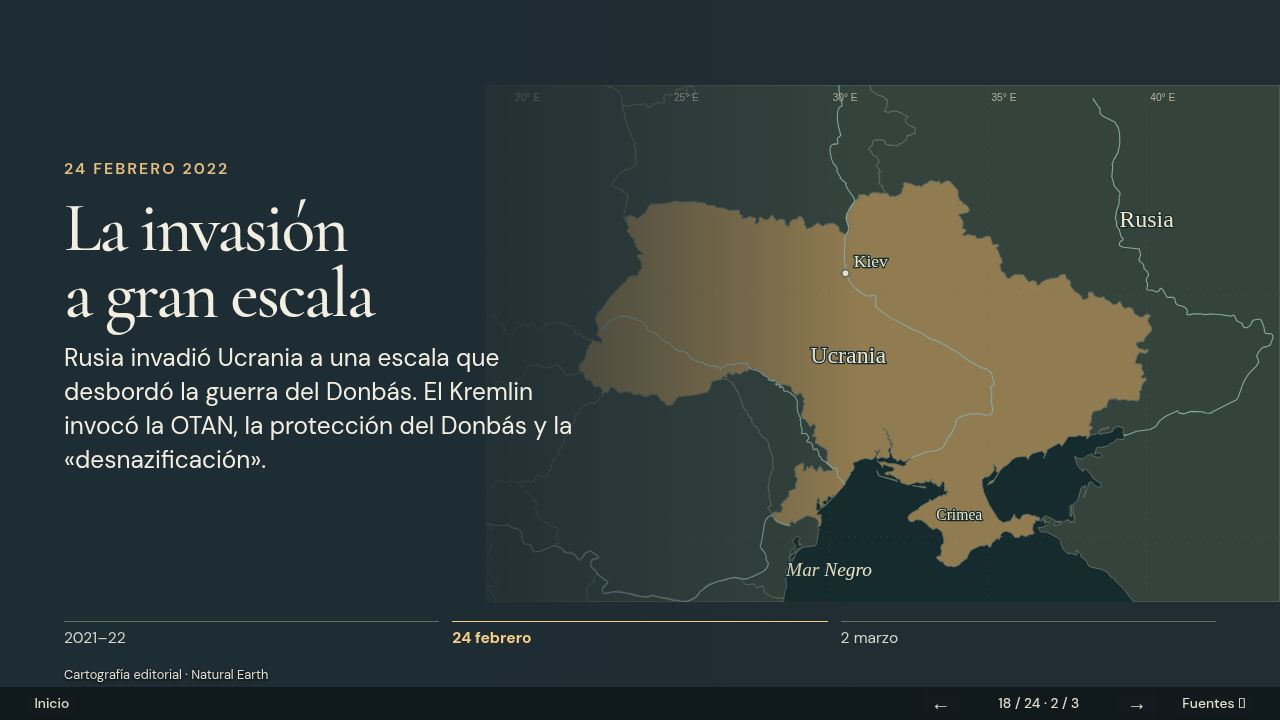 20° E
25° E
30° E
35° E
40° E
24 FEBRERO 2022
La invasión
a gran escala
Rusia invadió Ucrania a una escala que
desbordó la guerra del Donbás. El Kremlin
invocó la OTAN, la protección del Donbás y la
«desnazificación».
Rusia
Kiev
Ucrania
Crimea
Mar Negro
2021–22
24 febrero
2 marzo
Cartografía editorial · Natural Earth
Inicio
←
18 / 24 · 2 / 3
→
Fuentes